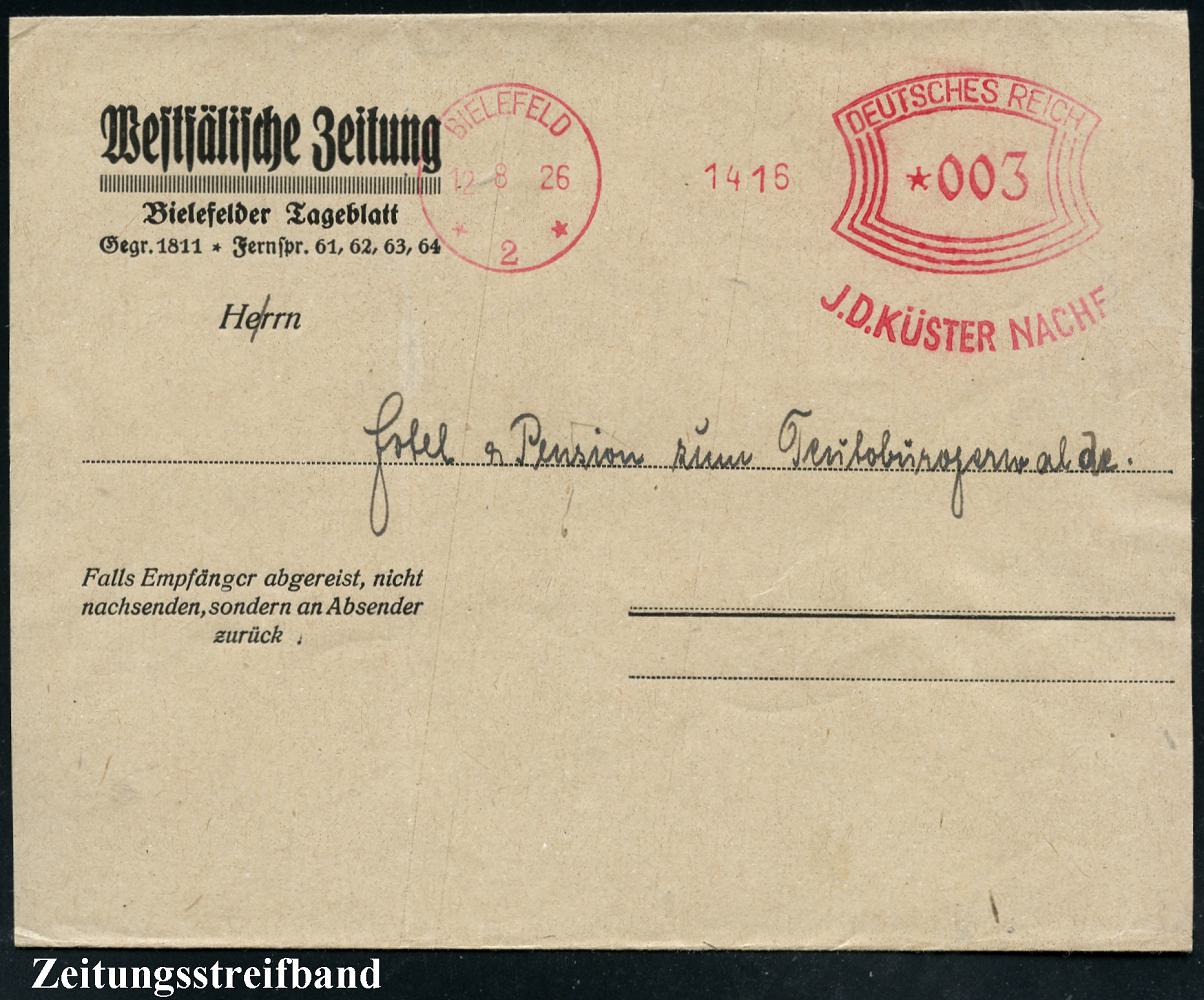 Westfälische Zeitung
Bielefelder Tageblatt
Gegr. 1811 * Fernspr. 61, 62, 63, 64
BIELEFELD
12 8 26
* 2 *
1416
DEUTSCHES REICH
*003
J.D.KÜSTER NACHF
Herrn
Hotel & Pension zum Teutobürgerwalde.
Falls Empfänger abgereist, nicht
nachsenden, sondern an Absender
zurück .
Zeitungsstreifband